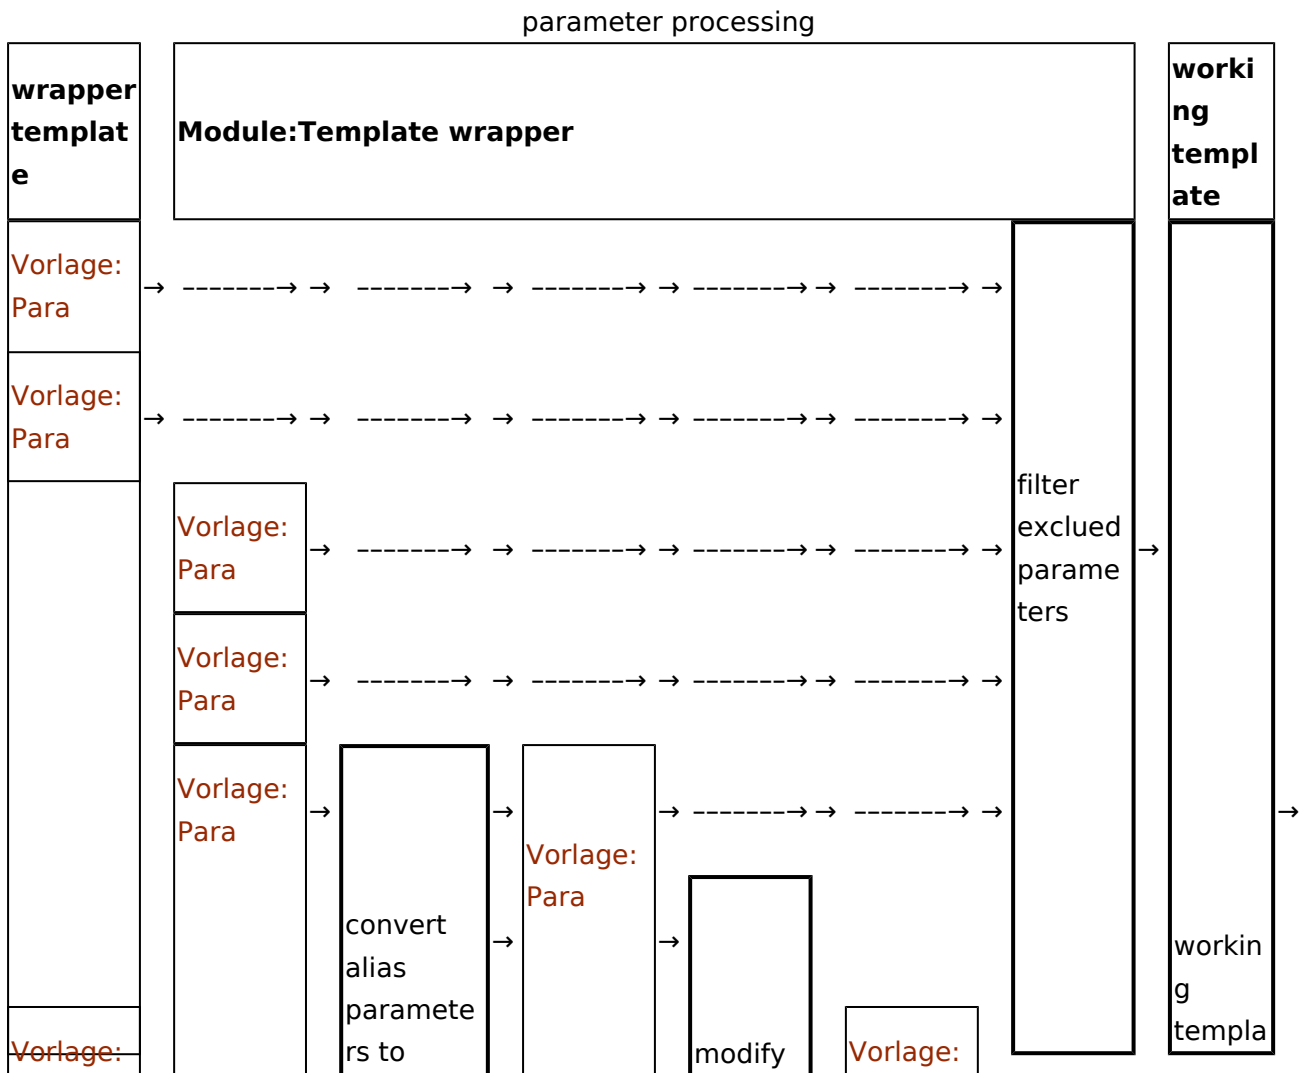 parameter processing
wrapper
templat
e
Module:Template wrapper
worki
ng
templ
ate
Vorlage:
Para
→ -------→ → -------→ → -------→ → -------→ → -------→ →
Vorlage:
Para
→ -------→ → -------→ → -------→ → -------→ → -------→ →
filter
exclued
parame
ters
Vorlage:
Para
→ -------→ → -------→ → -------→ → -------→ → →
Vorlage:
Para
→ -------→ → -------→ → -------→ → -------→ →
Vorlage:
Para
→ → → -------→ → -------→ → →
Vorlage:
Para
convert
alias
paramete
rs to
→ →
workin
g
templa
Vorlage:
modify
Vorlage: